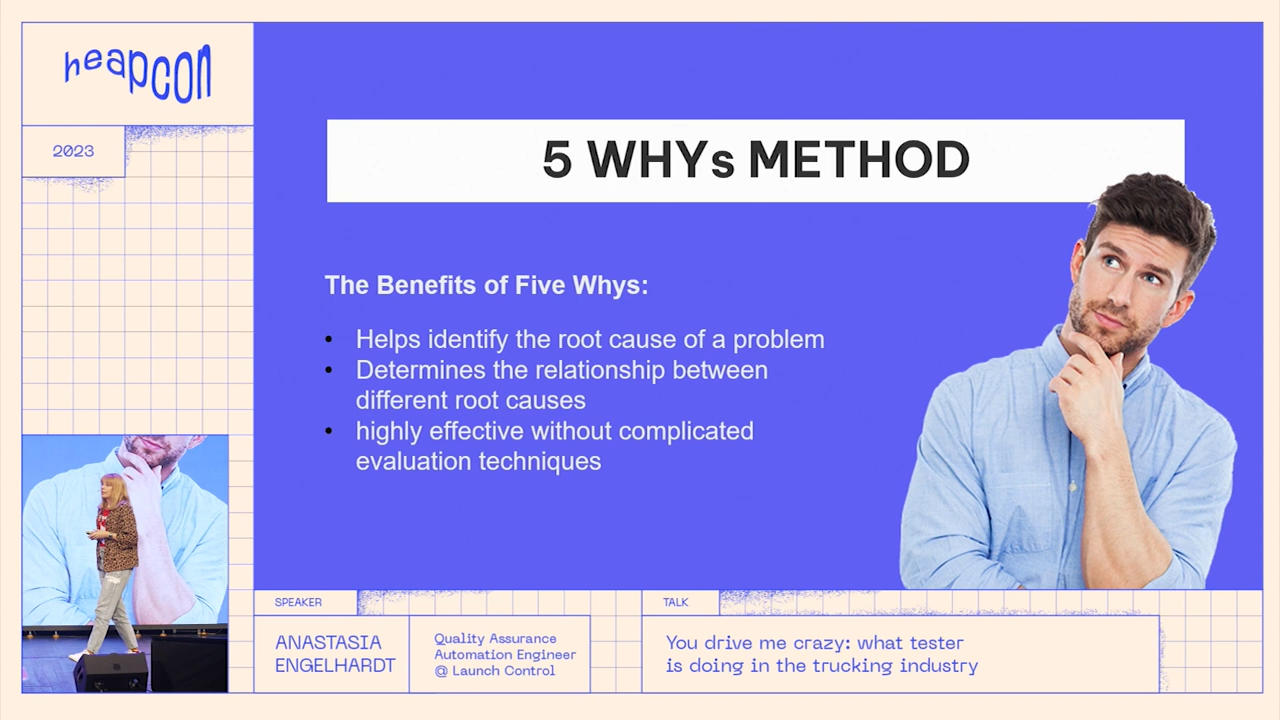 heapcon
2023
5 WHYs METHOD
The Benefits of Five Whys:
• Helps identify the root cause of a problem
• Determines the relationship between
different root causes
• highly effective without complicated
evaluation techniques
SPEAKER
ANASTASIA
ENGELHARDT
Quality Assurance
Automation Engineer
@ Launch Control
TALK
You drive me crazy: what tester
is doing in the trucking industry